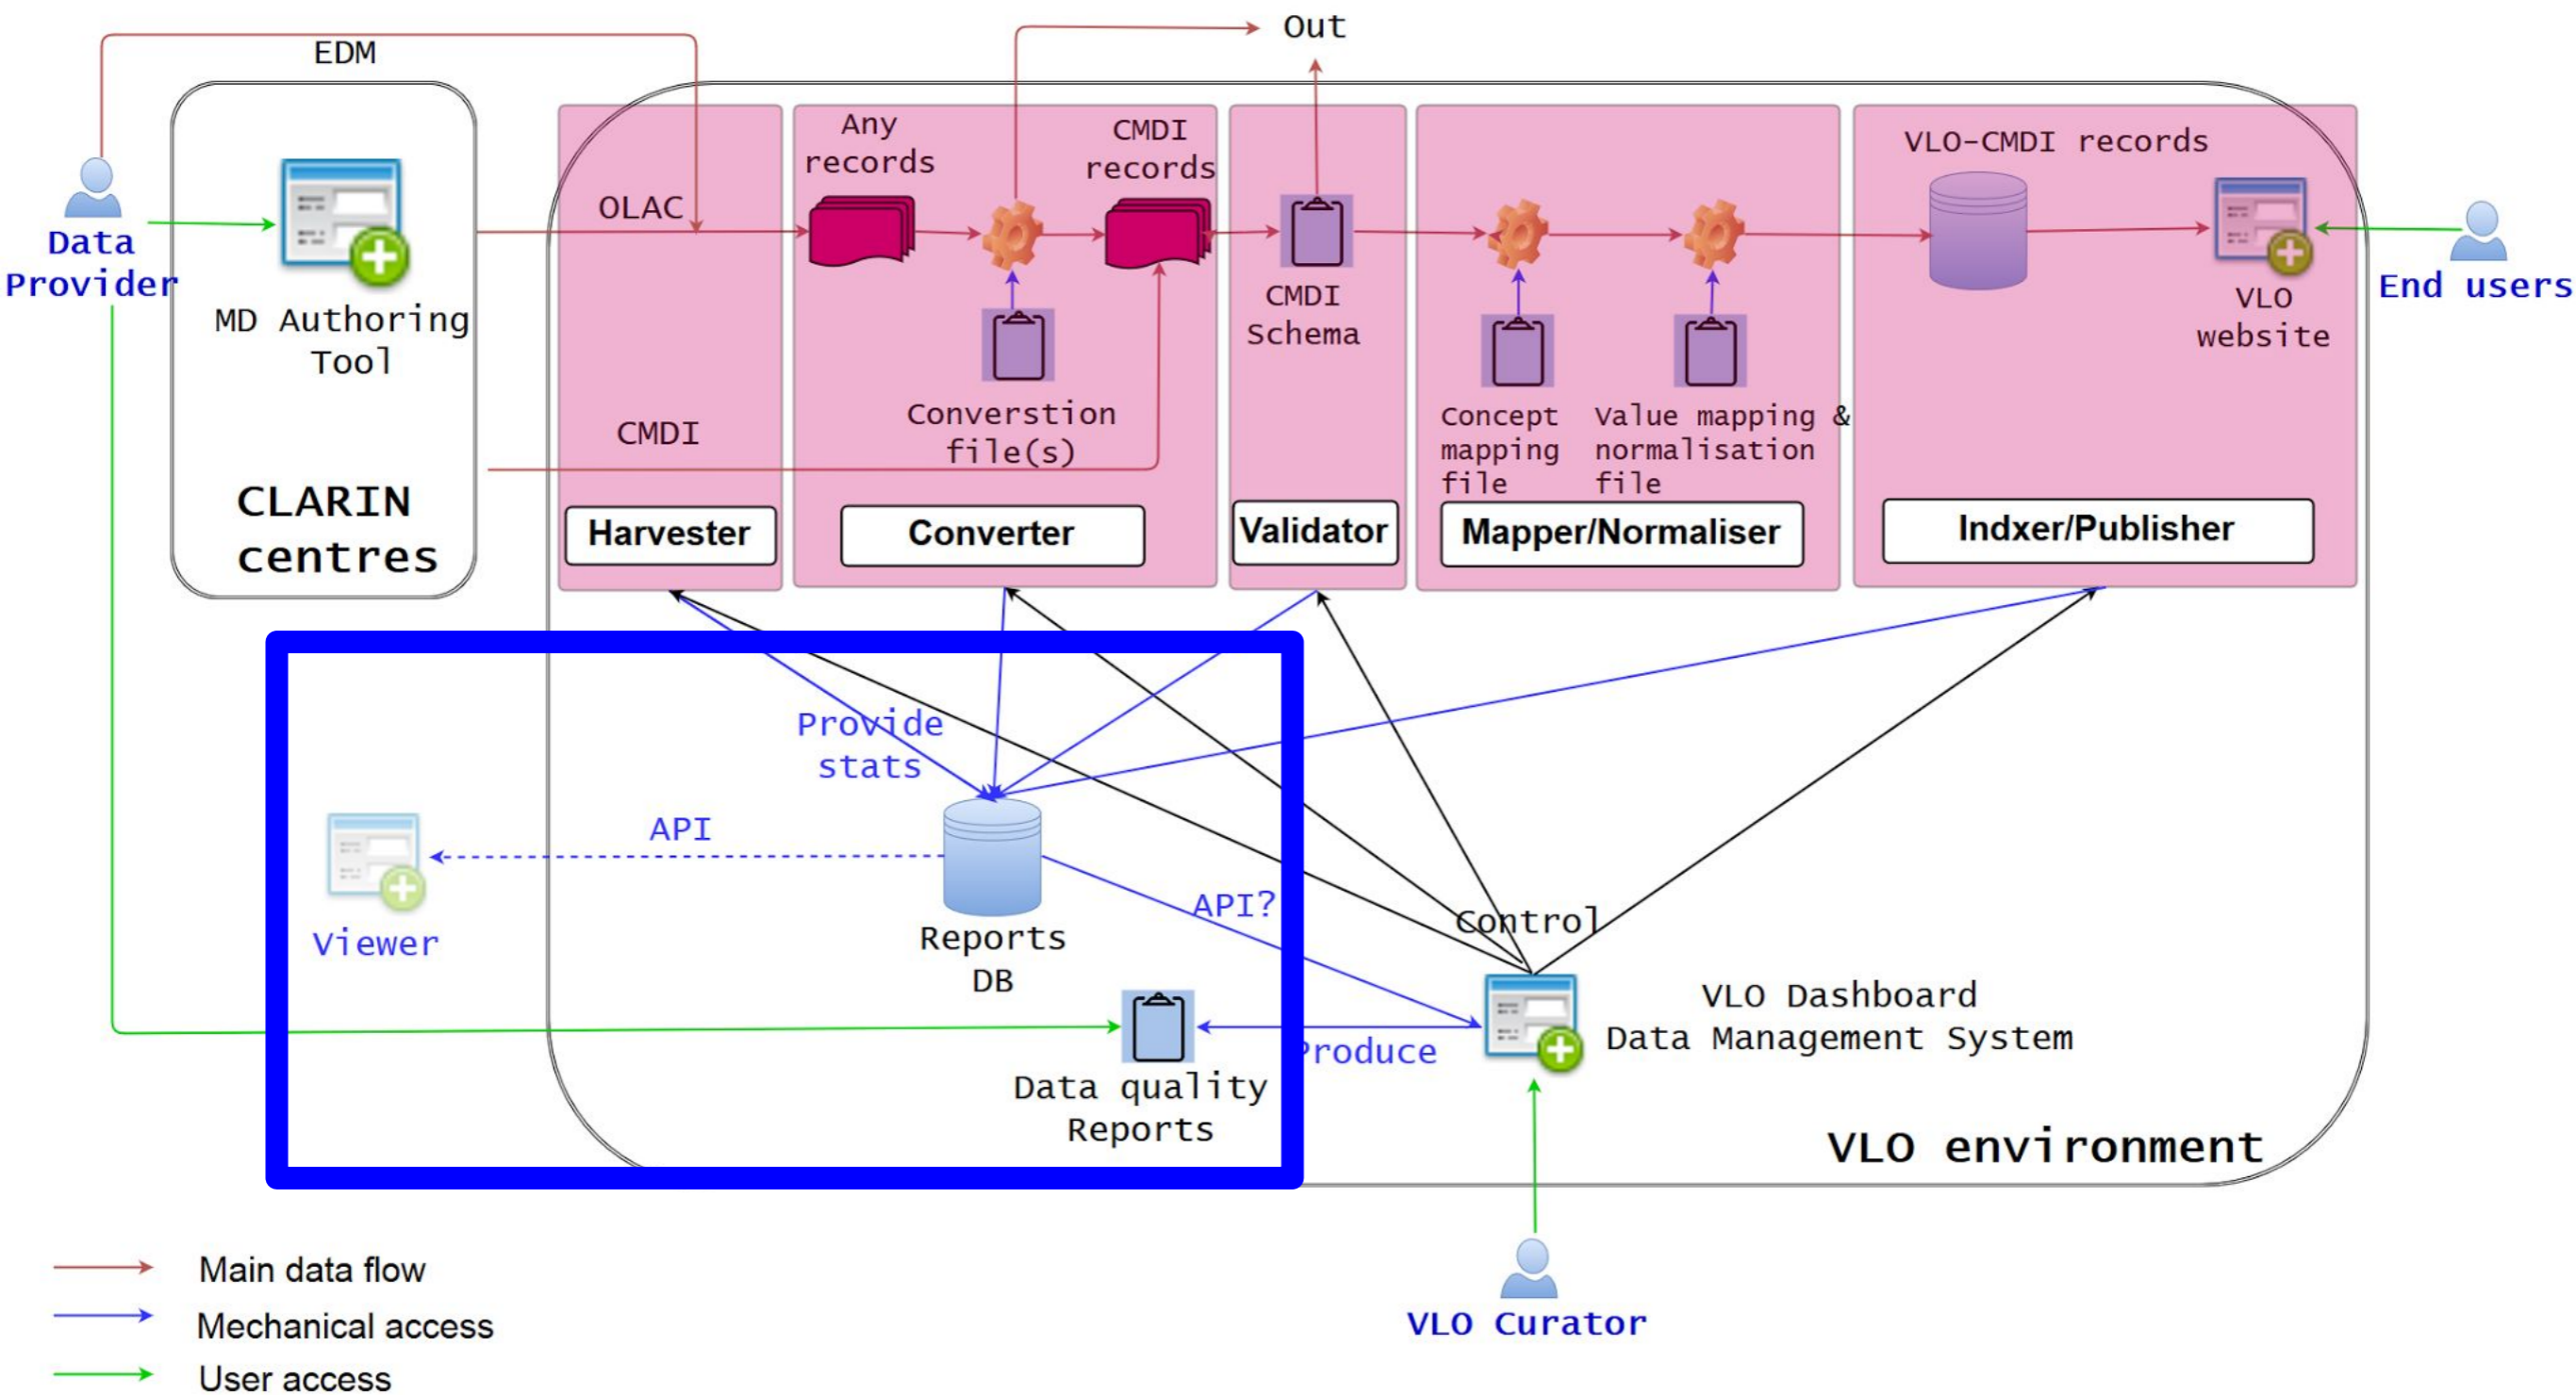 Out
EDM
Any
records
CMDI
records
VLO-CMDI records
OLAC
Data
Provider
MD Authoring
Tool
CMDI
Schema
VLO
website
End users
CMDI
Converstion
file(s)
Concept
mapping
file
Value mapping &
normalisation
file
CLARIN
centres
Harvester
Converter
Validator
Mapper/Normaliser
Indxer/Publisher
Provide
stats
API
API?
Viewer
Reports
DB
Control
VLO Dashboard
Data Management System
Produce
Data quality
Reports
VLO environment
VLO Curator
Main data flow
Mechanical access
User access